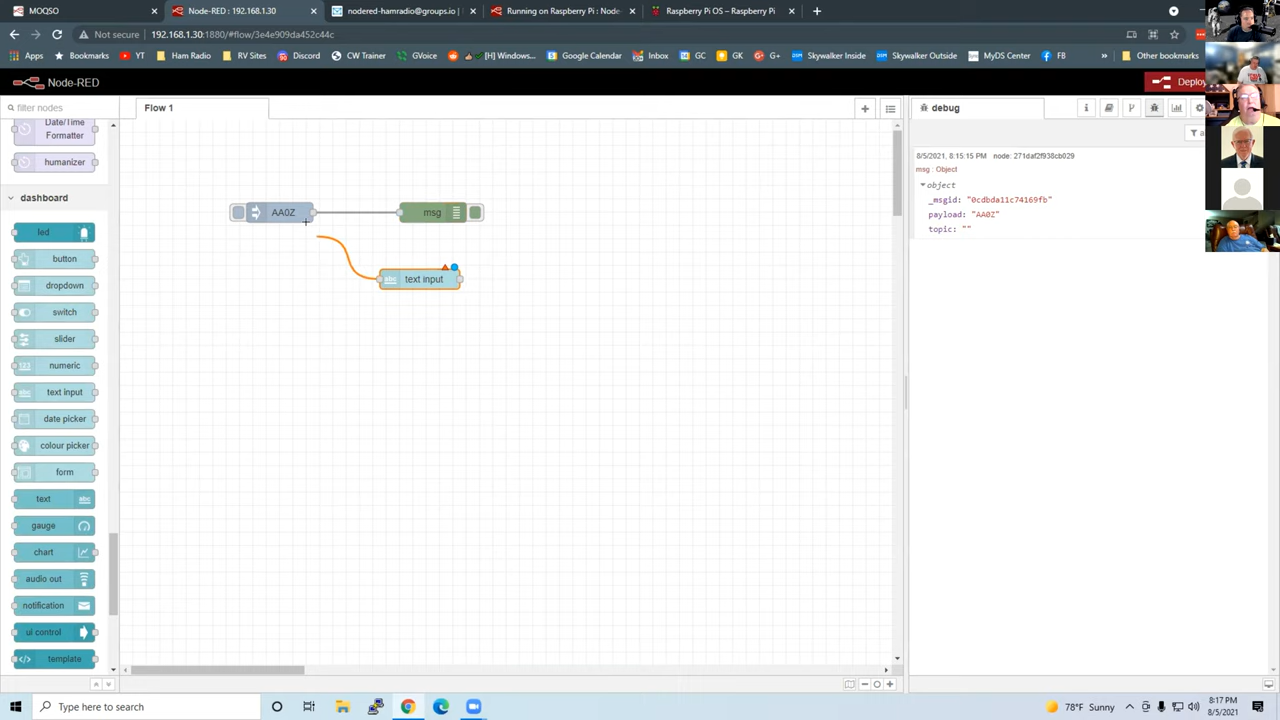 MOQSO
Node-RED : 192.168.1.30
nodered-hamradio@groups.io |
Running on Raspberry Pi : Node-
Raspberry Pi OS – Raspberry Pi
Not secure
192.168.1.30:1880/#flow/3e4e909da452c44c
Apps
Bookmarks
YT
Ham Radio
RV Sites
Discord
CW Trainer
GVoice
[H] Windows...
Google Calendar
Inbox
GC
GK
G+
DSM Skywalker Inside
DSM Skywalker Outside
MyDS Center
FB
Node-RED
Deploy
filter nodes
Flow 1
debug
Date/Time
Formatter
humanizer
dashboard
led
button
dropdown
switch
slider
numeric
text input
date picker
colour picker
form
text
gauge
chart
audio out
notification
ui control
template
AA0Z
msg
text input
8/5/2021, 8:15:15 PM node: 271daf2f938cb029
msg : Object
object
_msgid: "0cdbda11c74169fb"
payload: "AA0Z"
topic: ""
Type here to search
78°F Sunny
8:17 PM
8/5/2021